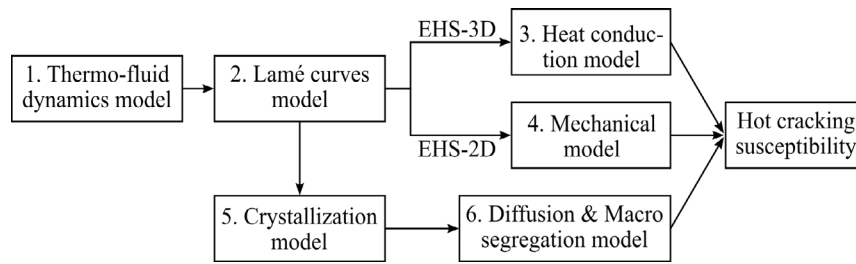 EHS-3D
3. Heat conduc-
tion model
1. Thermo-fluid
dynamics model
2. Lamé curves
model
4. Mechanical
model
Hot cracking
susceptibility
EHS-2D
5. Crystallization
model
6. Diffusion & Macro
segregation model